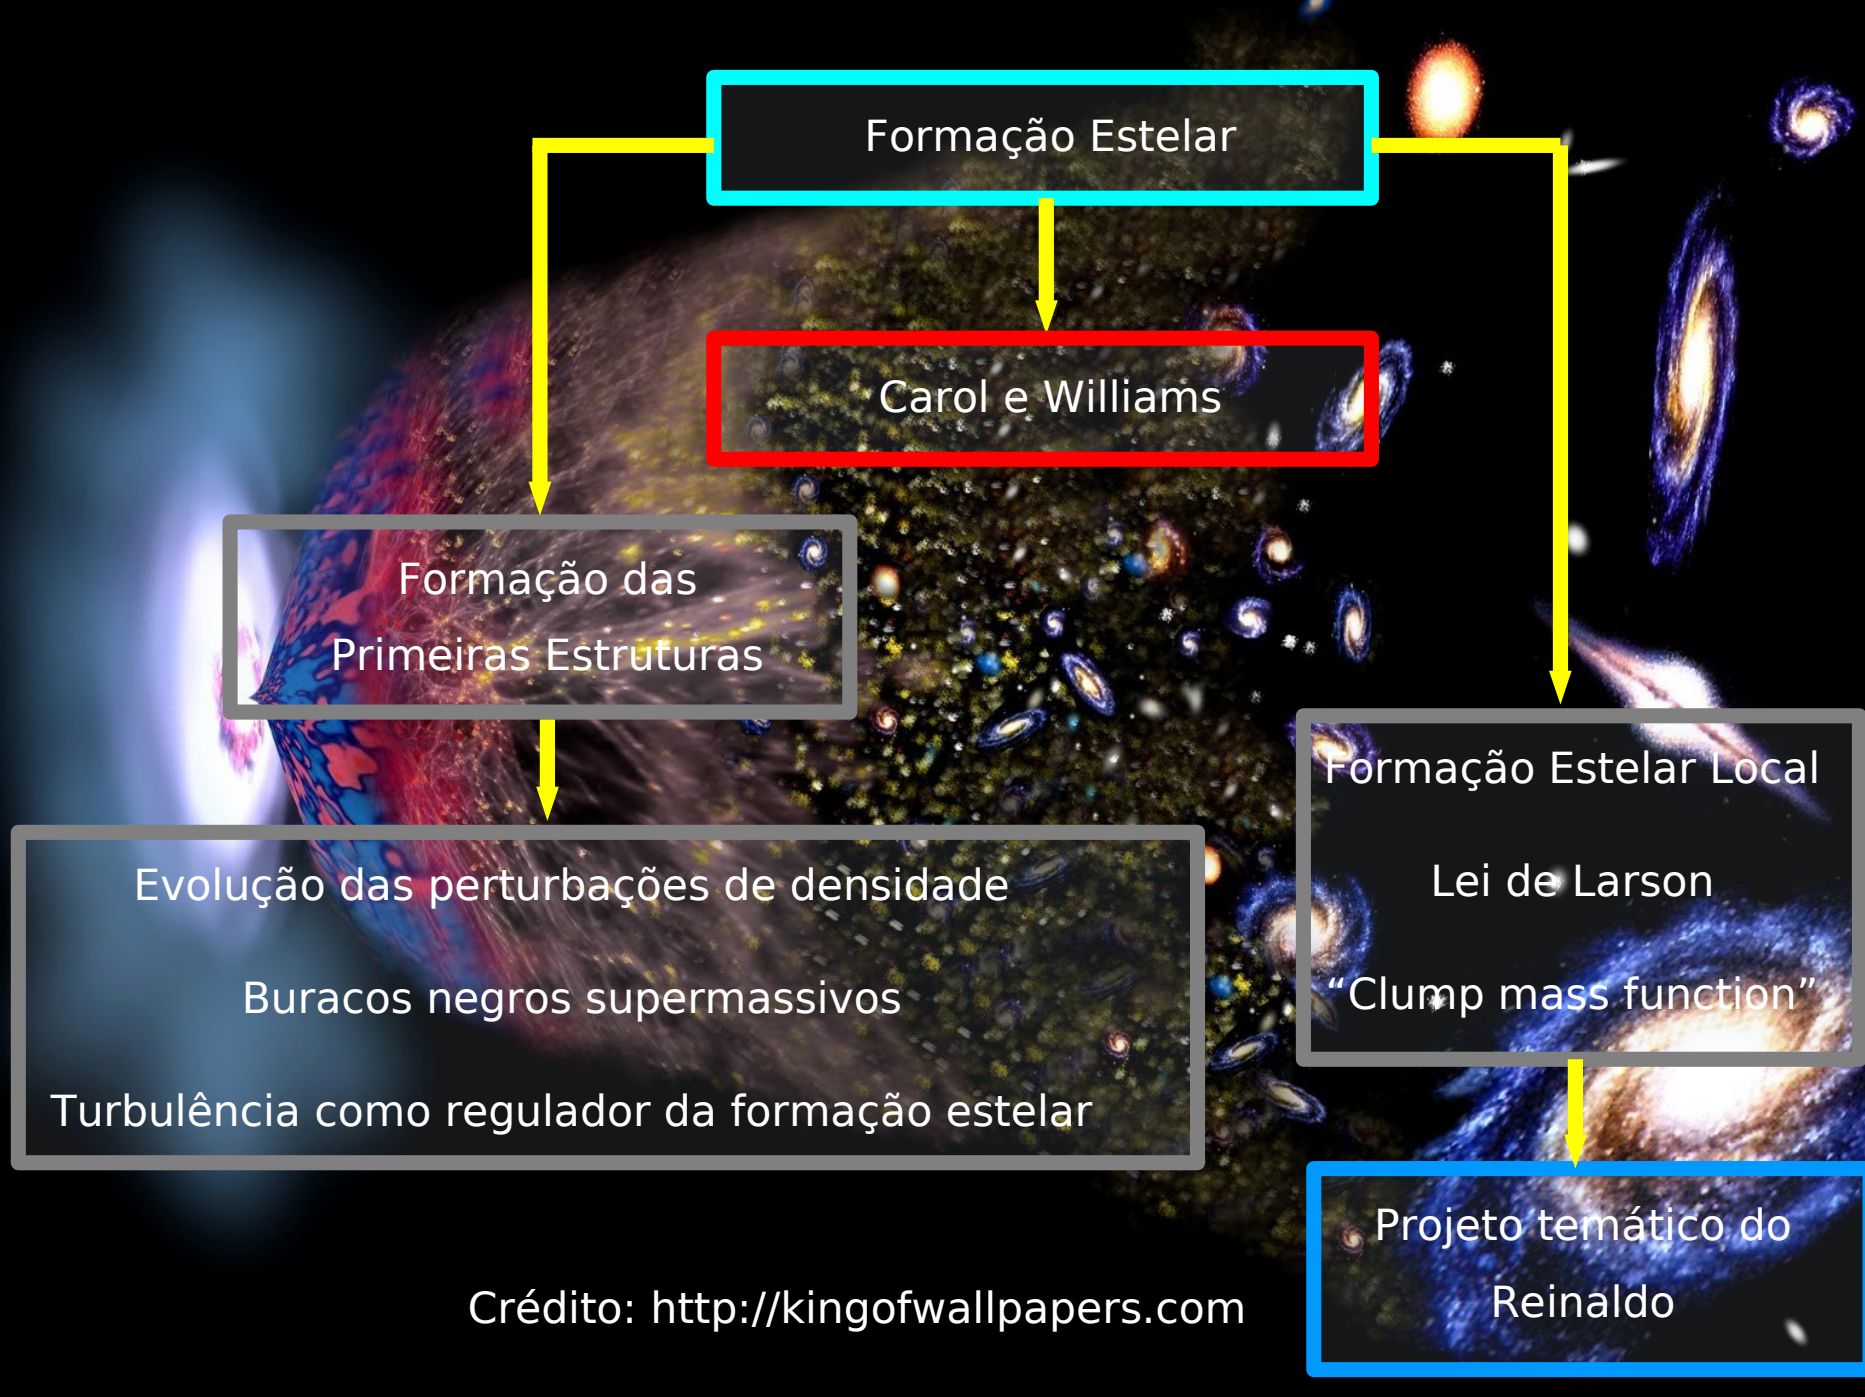 Formação Estelar
Carol e Williams
Formação das
Primeiras Estruturas
Formação Estelar Local
Lei de Larson
“Clump mass function”
Evolução das perturbações de densidade
Buracos negros supermassivos
Turbulência como regulador da formação estelar
Projeto temático do
Reinaldo
Crédito: http://kingofwallpapers.com